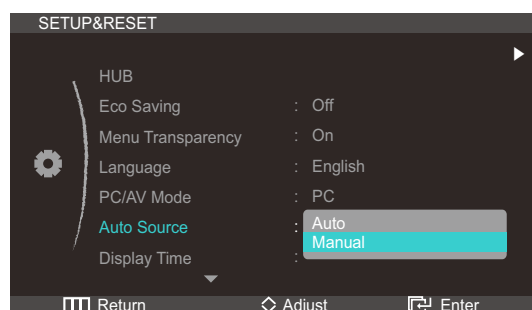 SETUP&RESET
HUB
Eco Saving : Off
Menu Transparency : On
Language : English
PC/AV Mode : PC
Auto Source : Auto
Manual
Display Time :
Return Adjust Enter